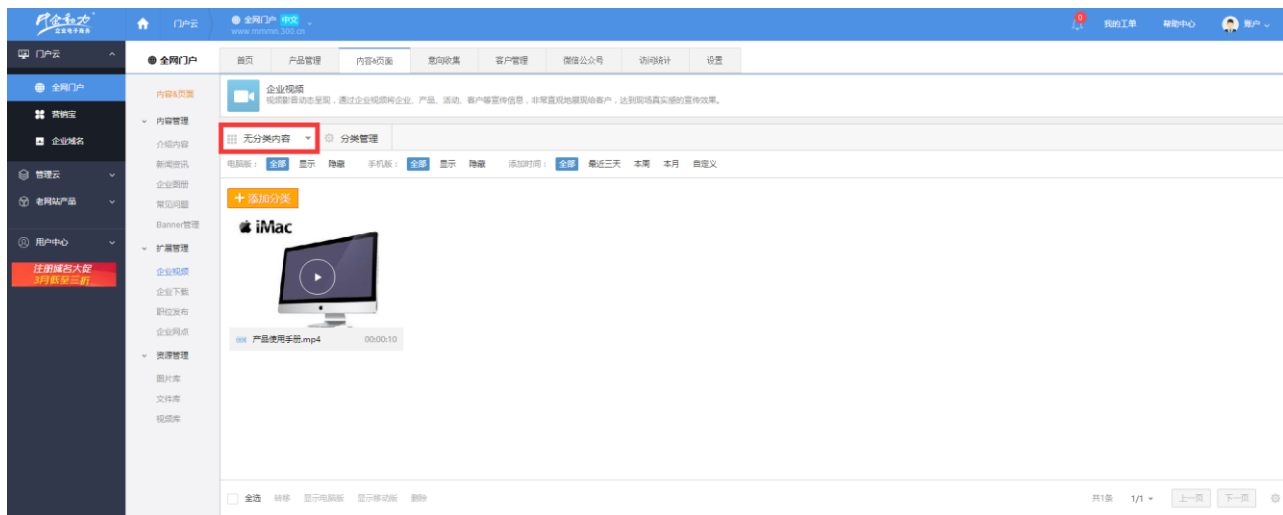 中企动力
企业电子商务
门户云
全网门户 中文
www.mmmn.300.cn
0
我的工单 帮助中心 账户
门户云
全网门户
营销宝
企业域名
管理云
老网站产品
用户中心
注册域名大促
3月低至三折
全网门户
首页 产品管理 内容&页面 意向收集 客户管理 微信公众号 访问统计 设置
内容&页面
内容管理
介绍内容
新闻资讯
企业图册
常见问题
Banner管理
扩展管理
企业视频
企业下载
职位发布
企业网点
资源管理
图片库
文件库
视频库
企业视频
视频影音动态呈现，通过企业视频将企业、产品、活动、客户等宣传信息，非常直观地展现给客户，达到现场真实感的宣传效果。
无分类内容 分类管理
电脑版： 全部 显示 隐藏 手机版： 全部 显示 隐藏 添加时间： 全部 最近三天 本周 本月 自定义
+ 添加分类
iMac
产品使用手册.mp4 00:00:10
全选 转移 显示电脑版 显示移动版 删除
共1条 1/1 上一页 下一页